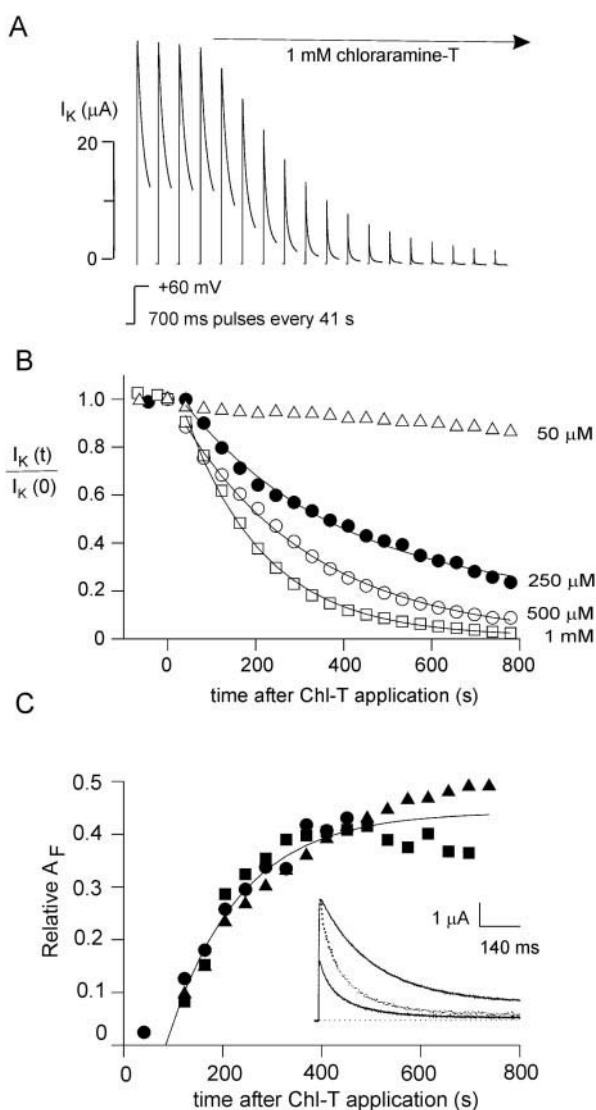 A
1 mM chloraramine-T
I_K (μA)
20
0
+60 mV
700 ms pulses every 41 s
B
1.0
0.8
0.6
0.4
0.2
0
I_K (t)
I_K (0)
50 μM
250 μM
500 μM
1 mM
0 200 400 600 800
time after Chl-T application (s)
C
0.5
0.4
0.3
0.2
0.1
0
Relative A_F
1 μA
140 ms
0 200 400 600 800
time after Chl-T application (s)